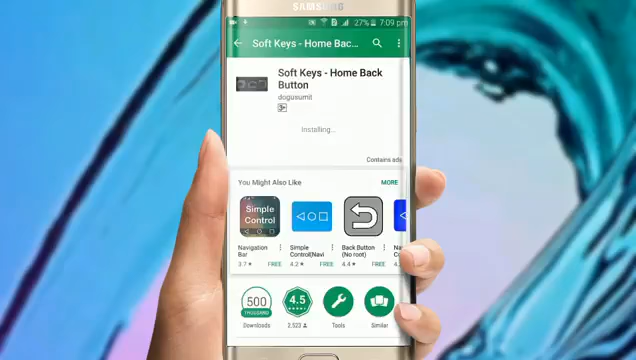 SAMSUNG
27% 7:09 pm
Soft Keys - Home Bac...
Soft Keys - Home Back
Button
dogusumit
Installing...
Contains ads
You Might Also Like
MORE
Simple
Control
Navigation
Bar
3.7 ★ FREE
Simple
Control(Navi
4.2 ★ FREE
Back Button
(No root)
4.4 ★ FREE
500
THOUSAND
Downloads
4.5
2,523
Tools
Similar